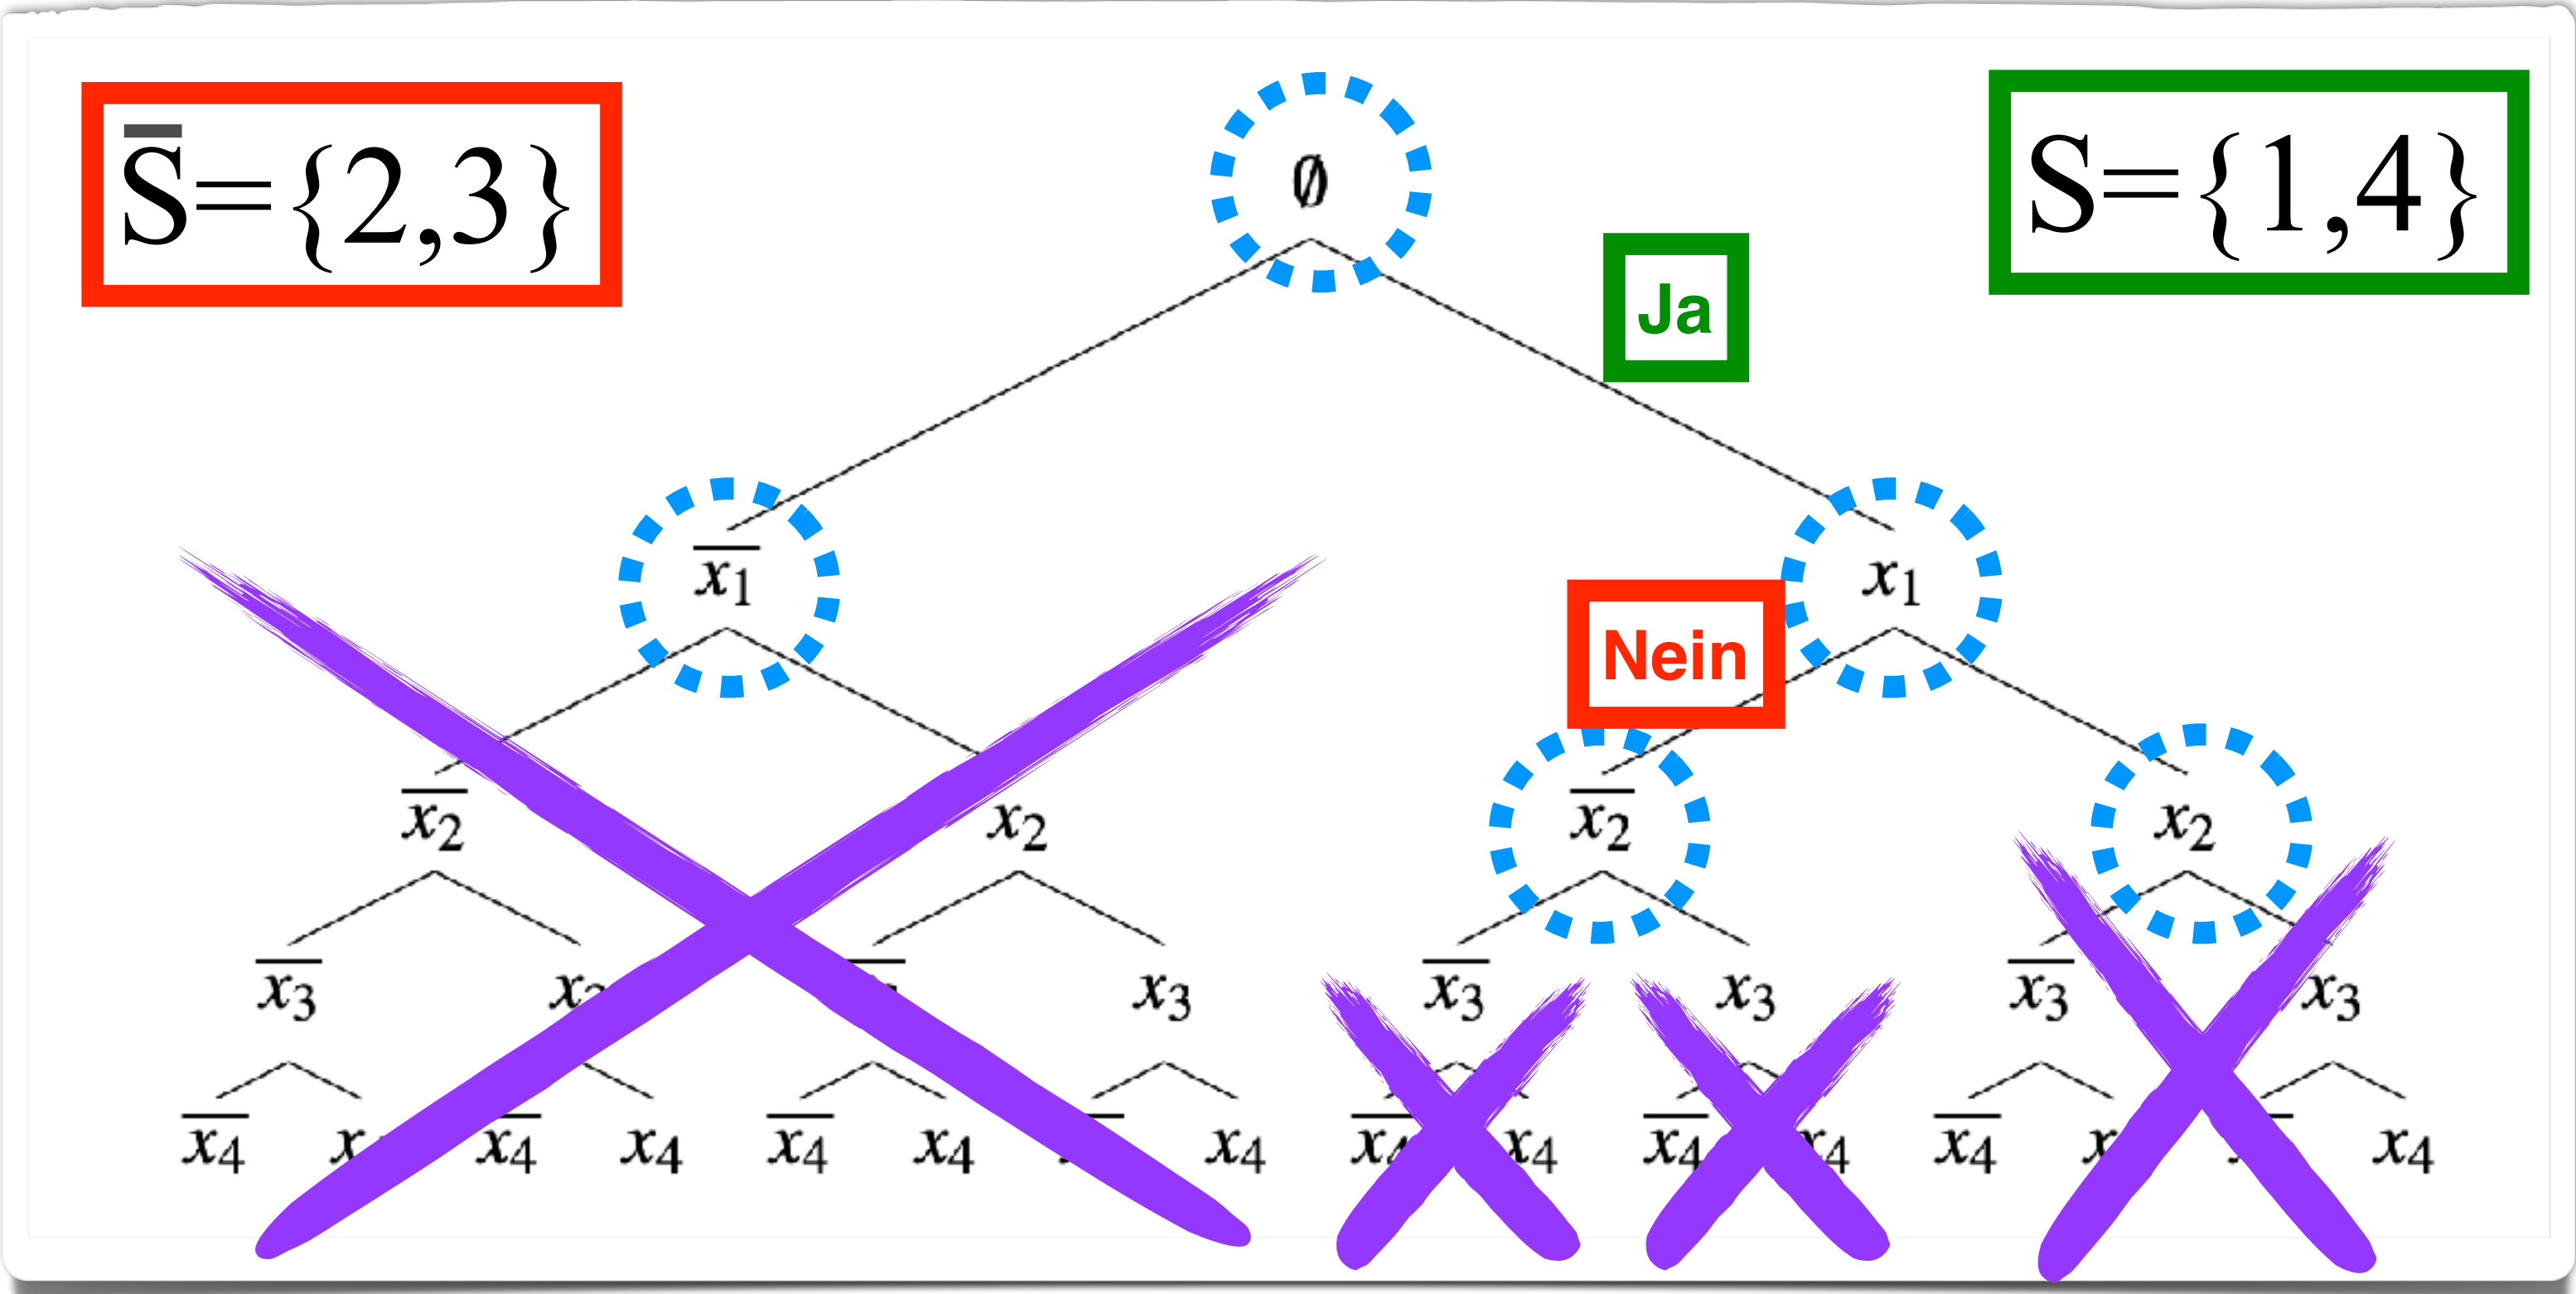 S̅={2,3}
∅
S={1,4}
Ja
x̅₁ x₁
Nein
x̅₂ x₂ x̅₂ x₂
x̅₃ x₃ x̅₃ x₃ x̅₃ x₃
x̅₄ x̅₄ x₄ x̅₄ x₄ x₄ x̅₄ x₄ x̅₄ x₄ x̅₄ x₄